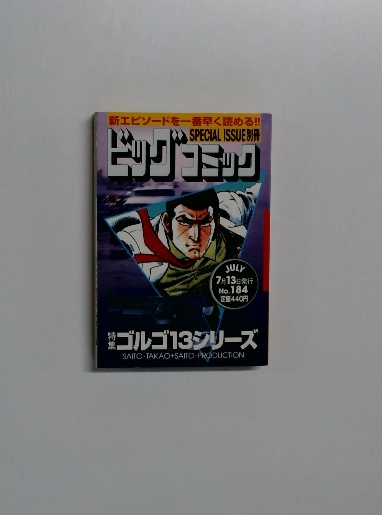 新エピソードを一番早く読める!!
SPECIAL ISSUE 別冊
ビッグコミック
JULY
7月13日発行
No.184
定価440円
特集 ゴルゴ13シリーズ
SAITO・TAKAO+SAITO・PRODUCTION